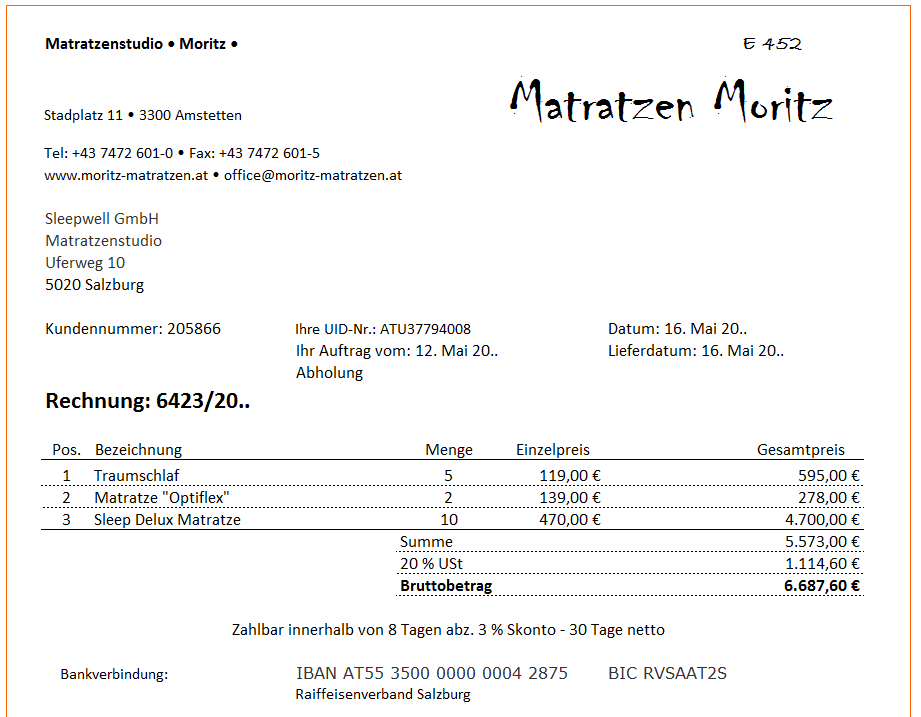 Matratzenstudio • Moritz •
E 452
Matratzen Moritz
Stadplatz 11 • 3300 Amstetten
Tel: +43 7472 601-0 • Fax: +43 7472 601-5
www.moritz-matratzen.at • office@moritz-matratzen.at
Sleepwell GmbH
Matratzenstudio
Uferweg 10
5020 Salzburg
Kundennummer: 205866 Ihre UID-Nr.: ATU37794008 Datum: 16. Mai 20..
Ihr Auftrag vom: 12. Mai 20.. Lieferdatum: 16. Mai 20..
Abholung
Rechnung: 6423/20..
Pos. Bezeichnung Menge Einzelpreis Gesamtpreis
1 Traumschlaf 5 119,00 € 595,00 €
2 Matratze "Optiflex" 2 139,00 € 278,00 €
3 Sleep Delux Matratze 10 470,00 € 4.700,00 €
Summe 5.573,00 €
20 % USt 1.114,60 €
Bruttobetrag 6.687,60 €
Zahlbar innerhalb von 8 Tagen abz. 3 % Skonto - 30 Tage netto
Bankverbindung: IBAN AT55 3500 0000 0004 2875 BIC RVSAAT2S
Raiffeisenverband Salzburg